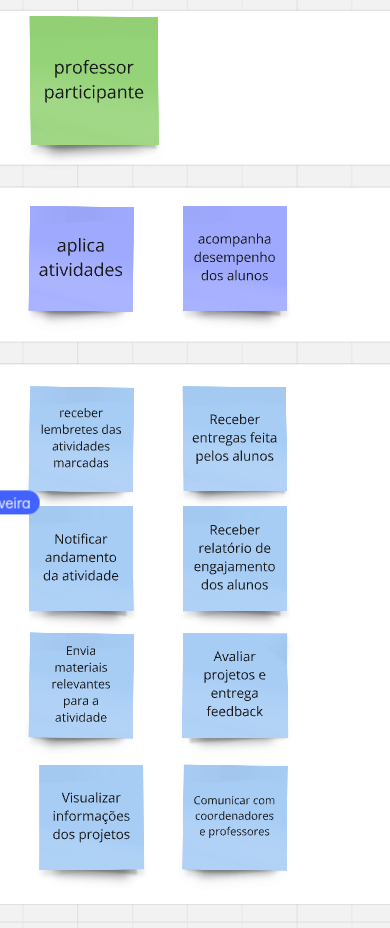 professor
participante
aplica
atividades
acompanha
desempenho
dos alunos
receber
lembretes das
atividades
marcadas
Receber
entregas feita
pelos alunos
veira
Notificar
andamento
da atividade
Receber
relatório de
engajamento
dos alunos
Envia
materiais
relevantes
para a
atividade
Avaliar
projetos e
entrega
feedback
Visualizar
informações
dos projetos
Comunicar com
coordenadores
e professores